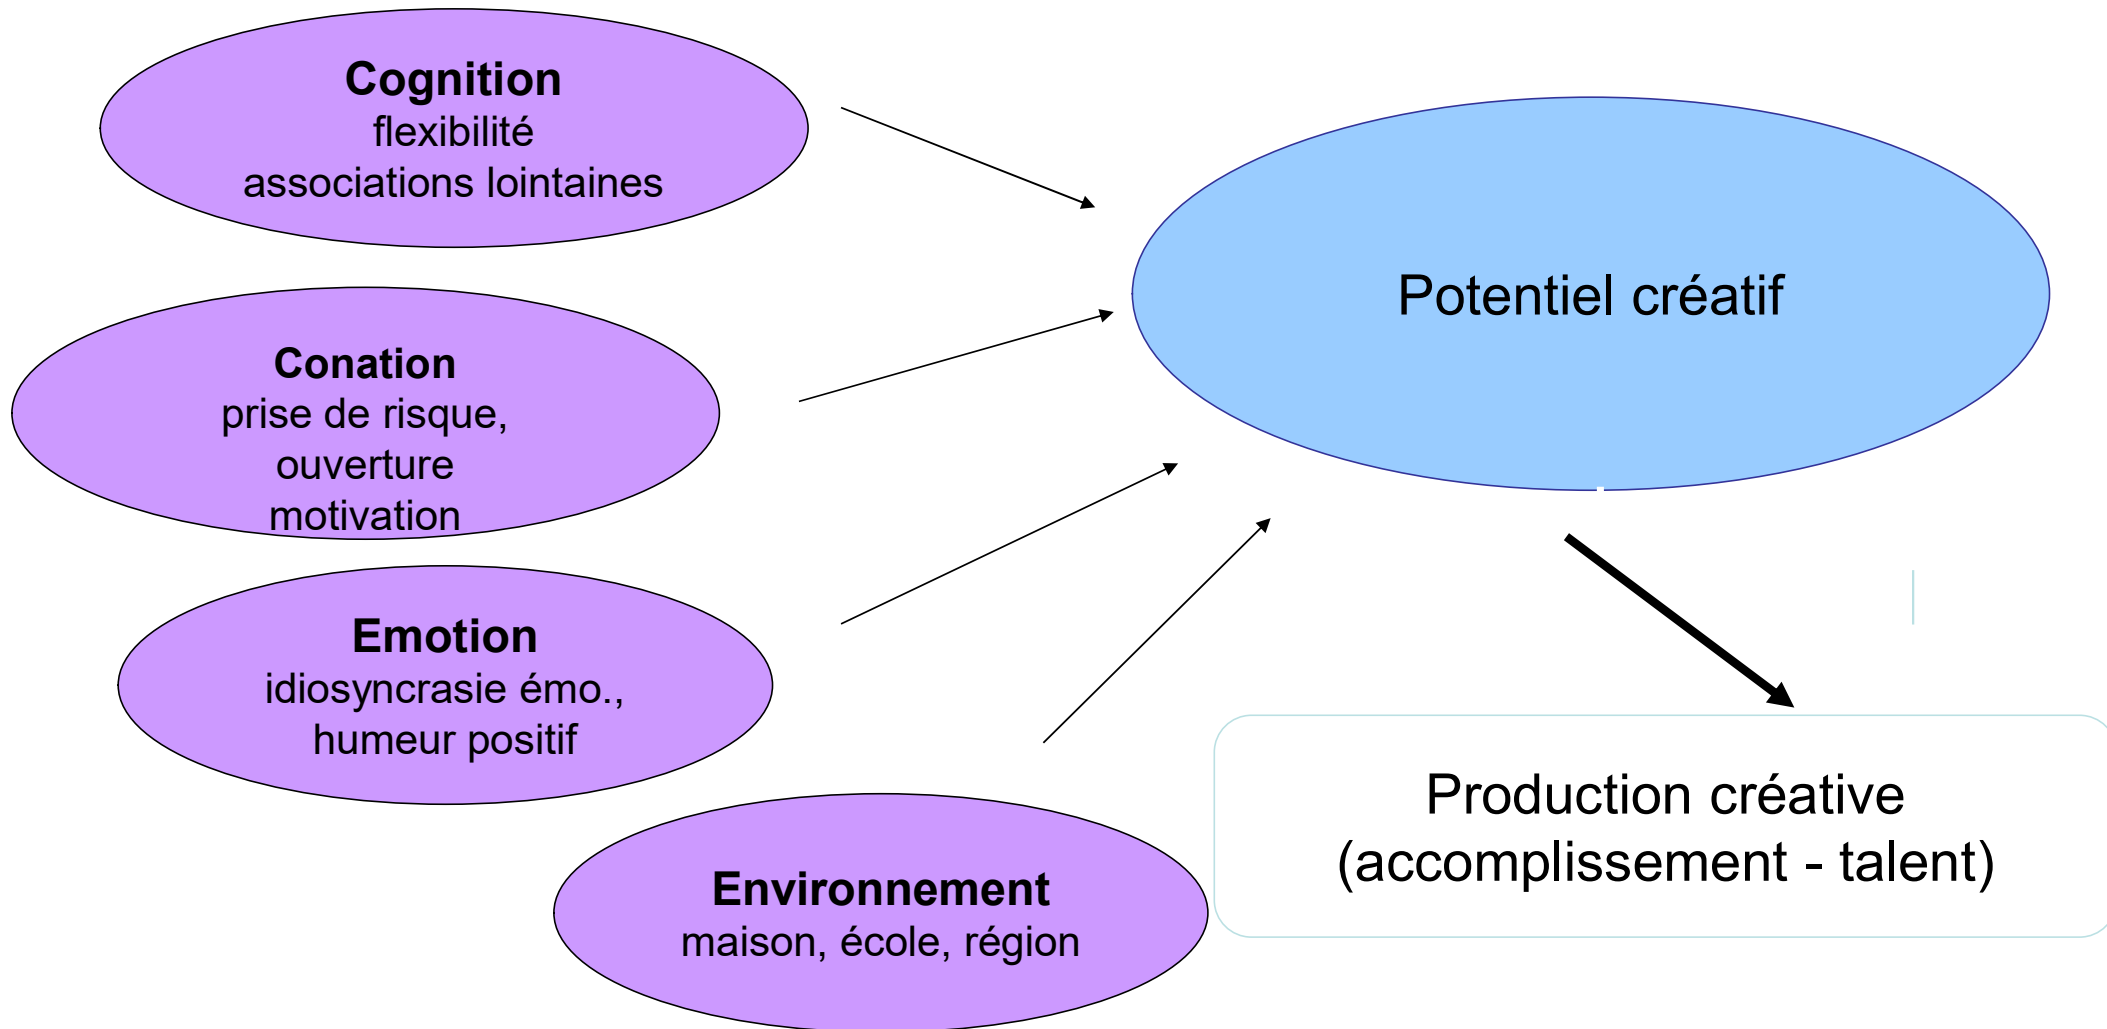 Cognition
flexibilité
associations lointaines
Conation
prise de risque,
ouverture
motivation
Emotion
idiosyncrasie émo.,
humeur positif
Environnement
maison, école, région
Potentiel créatif
Production créative
(accomplissement - talent)